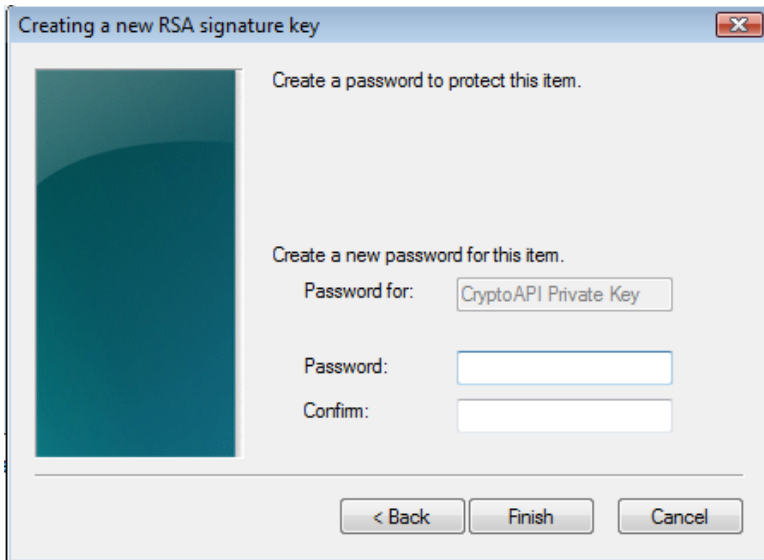 Creating a new RSA signature key
Create a password to protect this item.
Create a new password for this item.
Password for: CryptoAPI Private Key
Password:
Confirm:
< Back Finish Cancel